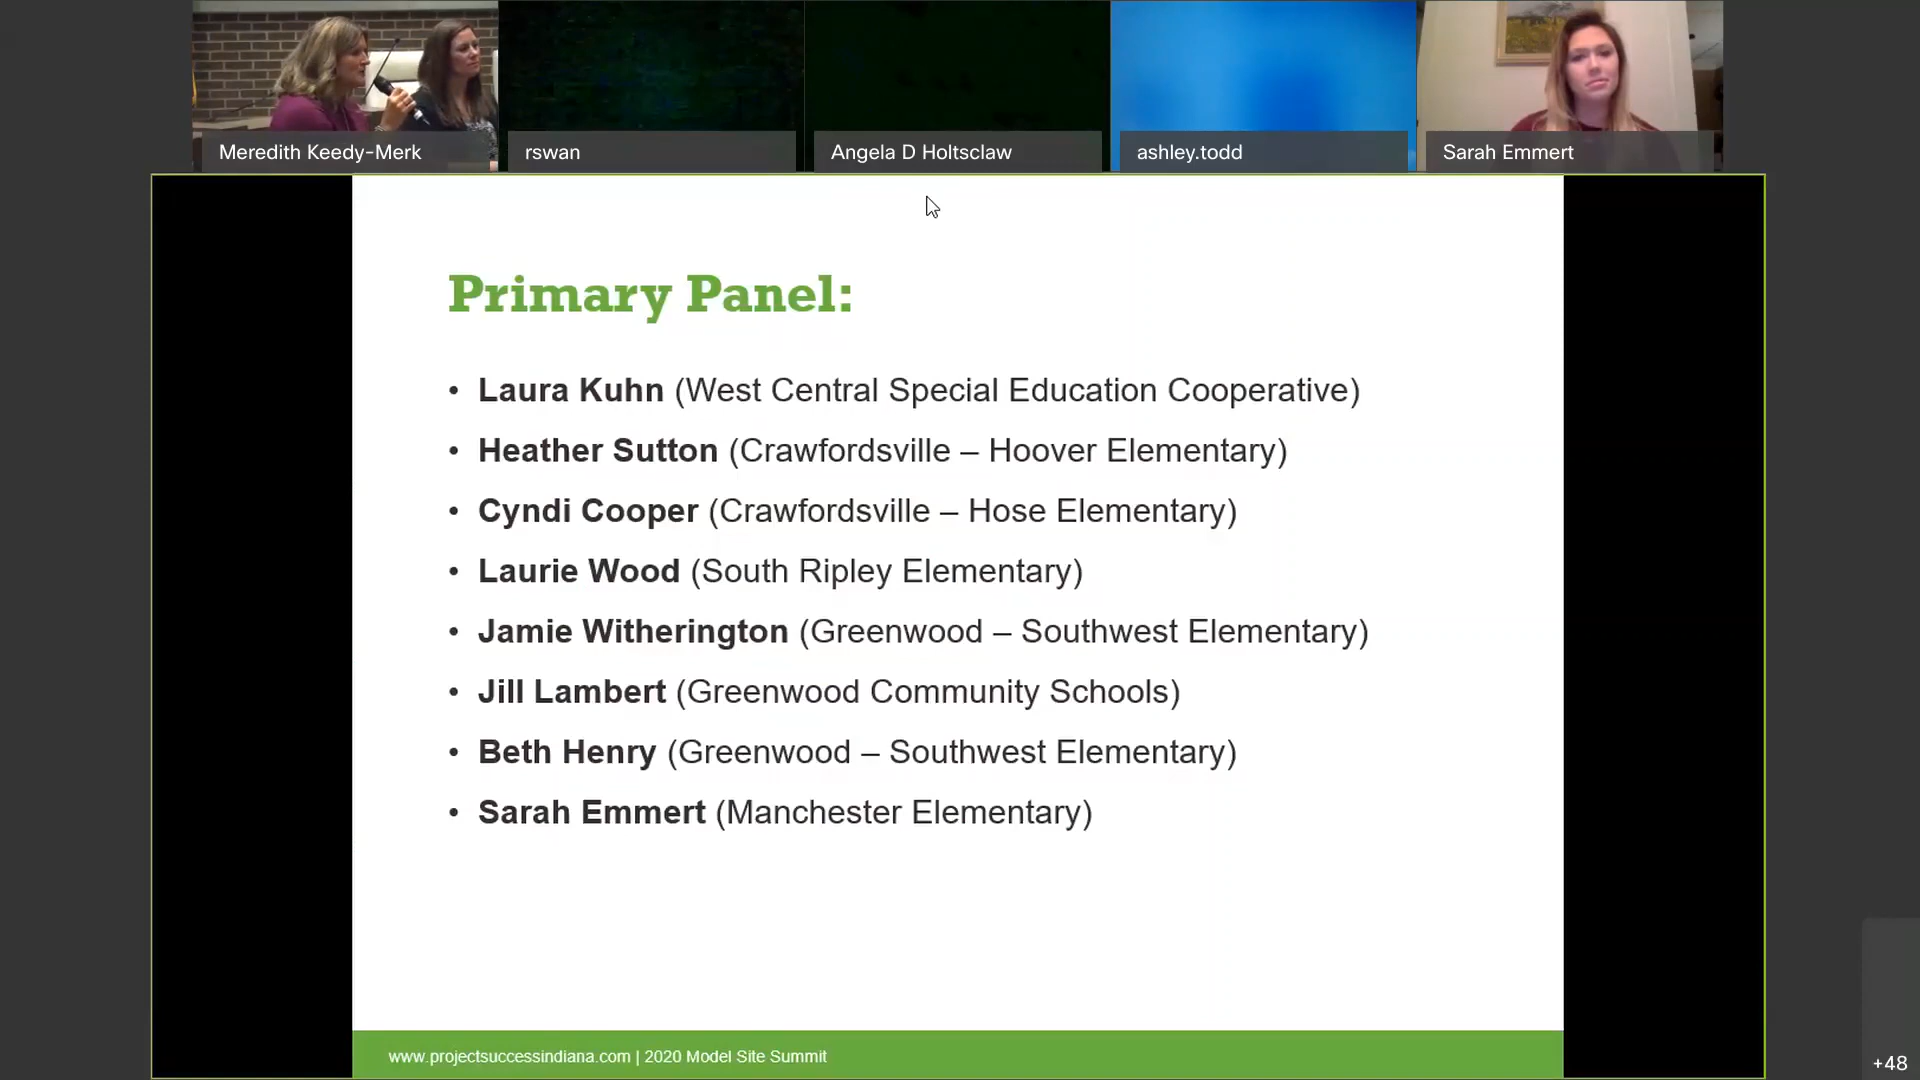 Meredith Keedy-Merk
rswan
Angela D Holtsclaw
ashley.todd
Sarah Emmert
Primary Panel:
• Laura Kuhn (West Central Special Education Cooperative)
• Heather Sutton (Crawfordsville – Hoover Elementary)
• Cyndi Cooper (Crawfordsville – Hose Elementary)
• Laurie Wood (South Ripley Elementary)
• Jamie Witherington (Greenwood – Southwest Elementary)
• Jill Lambert (Greenwood Community Schools)
• Beth Henry (Greenwood – Southwest Elementary)
• Sarah Emmert (Manchester Elementary)
www.projectsuccessindiana.com | 2020 Model Site Summit
+48